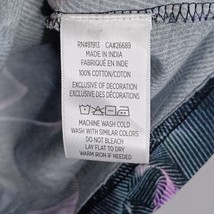 RN#81913 CA#26689
MADE IN INDIA
FABRIQUÉ EN INDE
100% COTTON/COTON
EXCLUSIVE OF DECORATION
EXCLUSIF DES DÉCORATIONS
MACHINE WASH COLD
WASH WITH SIMILAR COLORS
DO NOT BLEACH
LAY FLAT TO DRY
WARM IRON IF NEEDED